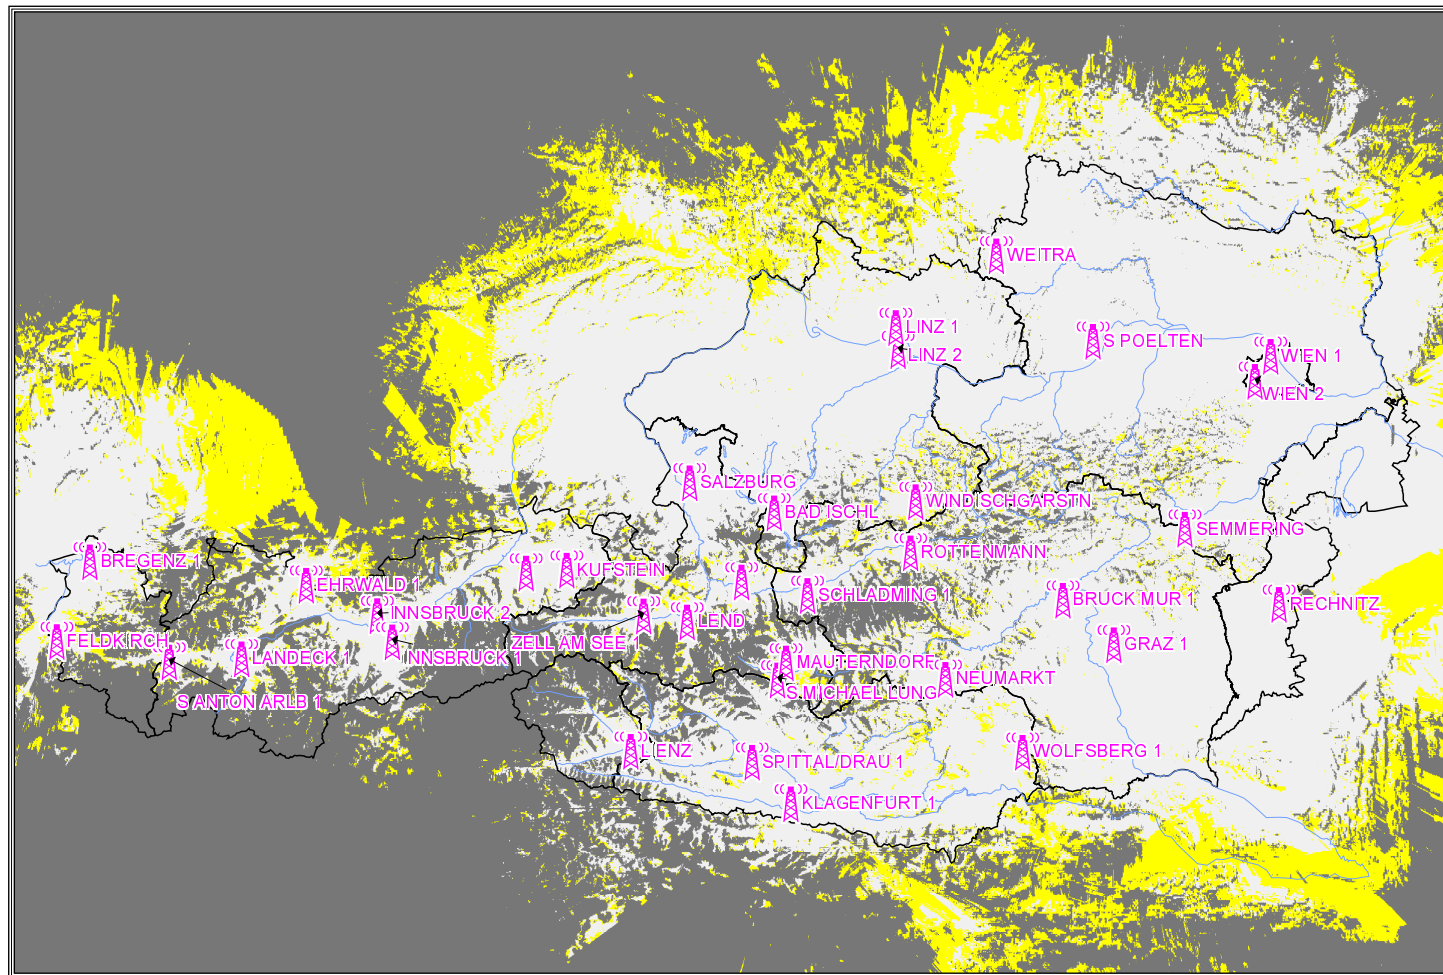 WEITRA
LINZ 1
LINZ 2
S POELTEN
WIEN 1
WIEN 2
SALZBURG
BAD ISCHL
WINDISCHGARSTN
SEMMERING
ROTTENMANN
BREGENZ 1
EHRWALD 1
KUFSTEIN
SCHLADMING 1
BRUCK MUR 1
RECHNITZ
INNSBRUCK 2
LEND
FELDKIRCH
ZELL AM SEE 1
GRAZ 1
LANDECK 1
INNSBRUCK 1
MAUTERNDORF
NEUMARKT
S MICHAEL LUNG
S ANTON ARLB 1
LIENZ
SPITTAL/DRAU 1
WOLFSBERG 1
KLAGENFURT 1